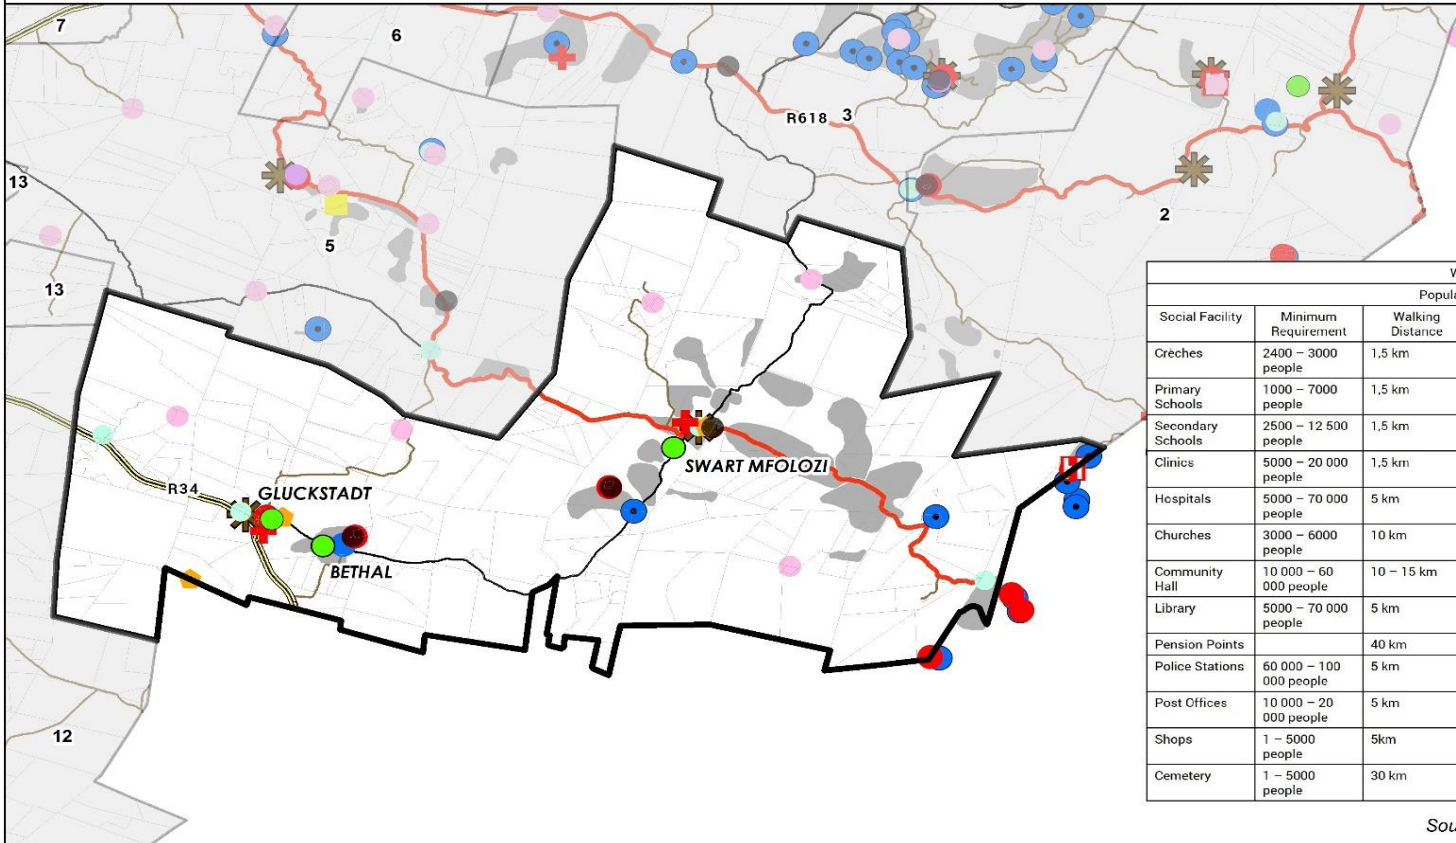 7
6
R618
3
13
2
5
13
SWART MFOLOZI
R34
GLUCKSTADT
BETHAL
12
W
Popula
Social Facility
Minimum
Requirement
Walking
Distance
Crèches
2400 – 3000
people
1,5 km
Primary
Schools
1000 – 7000
people
1,5 km
Secondary
Schools
2500 – 12 500
people
1,5 km
Clinics
5000 – 20 000
people
1,5 km
Hospitals
5000 – 70 000
people
5 km
Churches
3000 – 6000
people
10 km
Community
Hall
10 000 – 60
000 people
10 – 15 km
Library
5000 – 70 000
people
5 km
Pension Points
40 km
Police Stations
60 000 – 100
000 people
5 km
Post Offices
10 000 – 20
000 people
5 km
Shops
1 – 5000
people
5km
Cemetery
1 – 5000
people
30 km
Sou